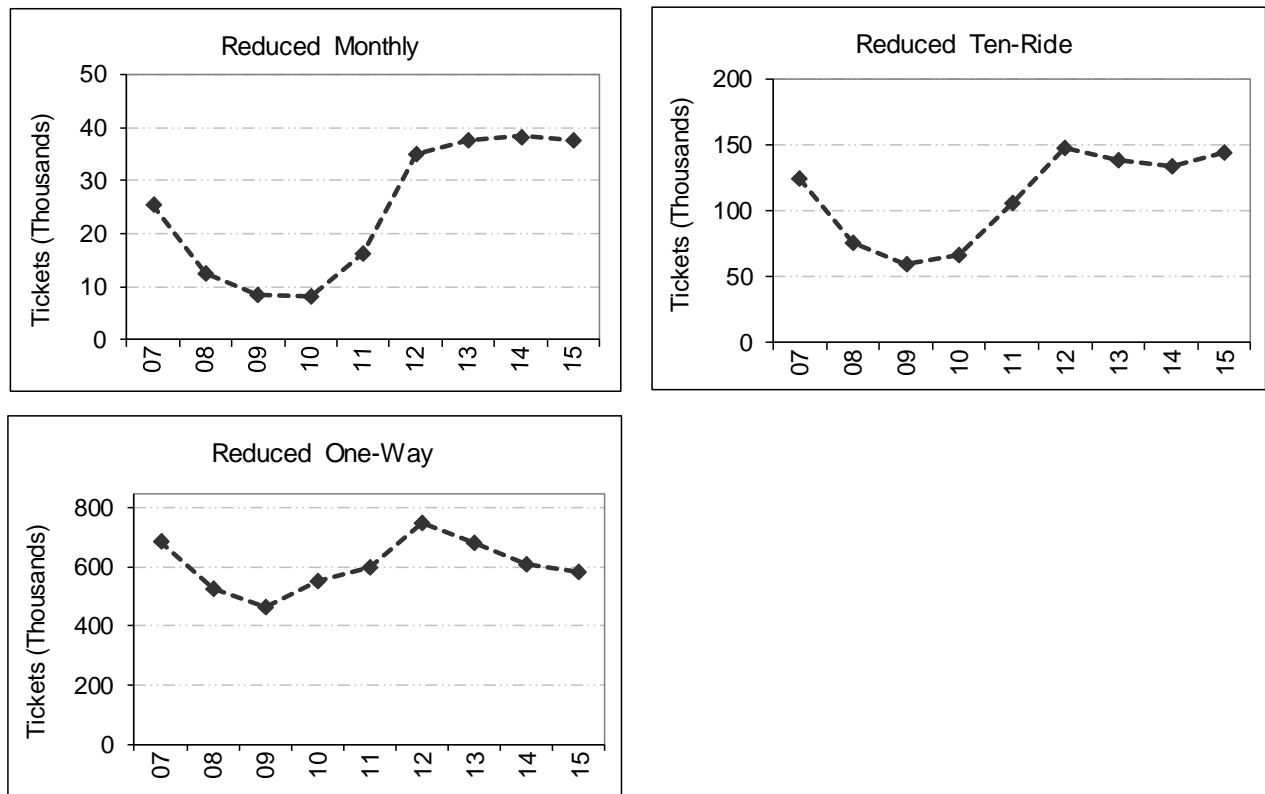 Reduced Monthly
Tickets (Thousands)
50
40
30
20
10
0
07 08 09 10 11 12 13 14 15
Reduced Ten-Ride
Tickets (Thousands)
200
150
100
50
0
07 08 09 10 11 12 13 14 15
Reduced One-Way
Tickets (Thousands)
800
600
400
200
0
07 08 09 10 11 12 13 14 15